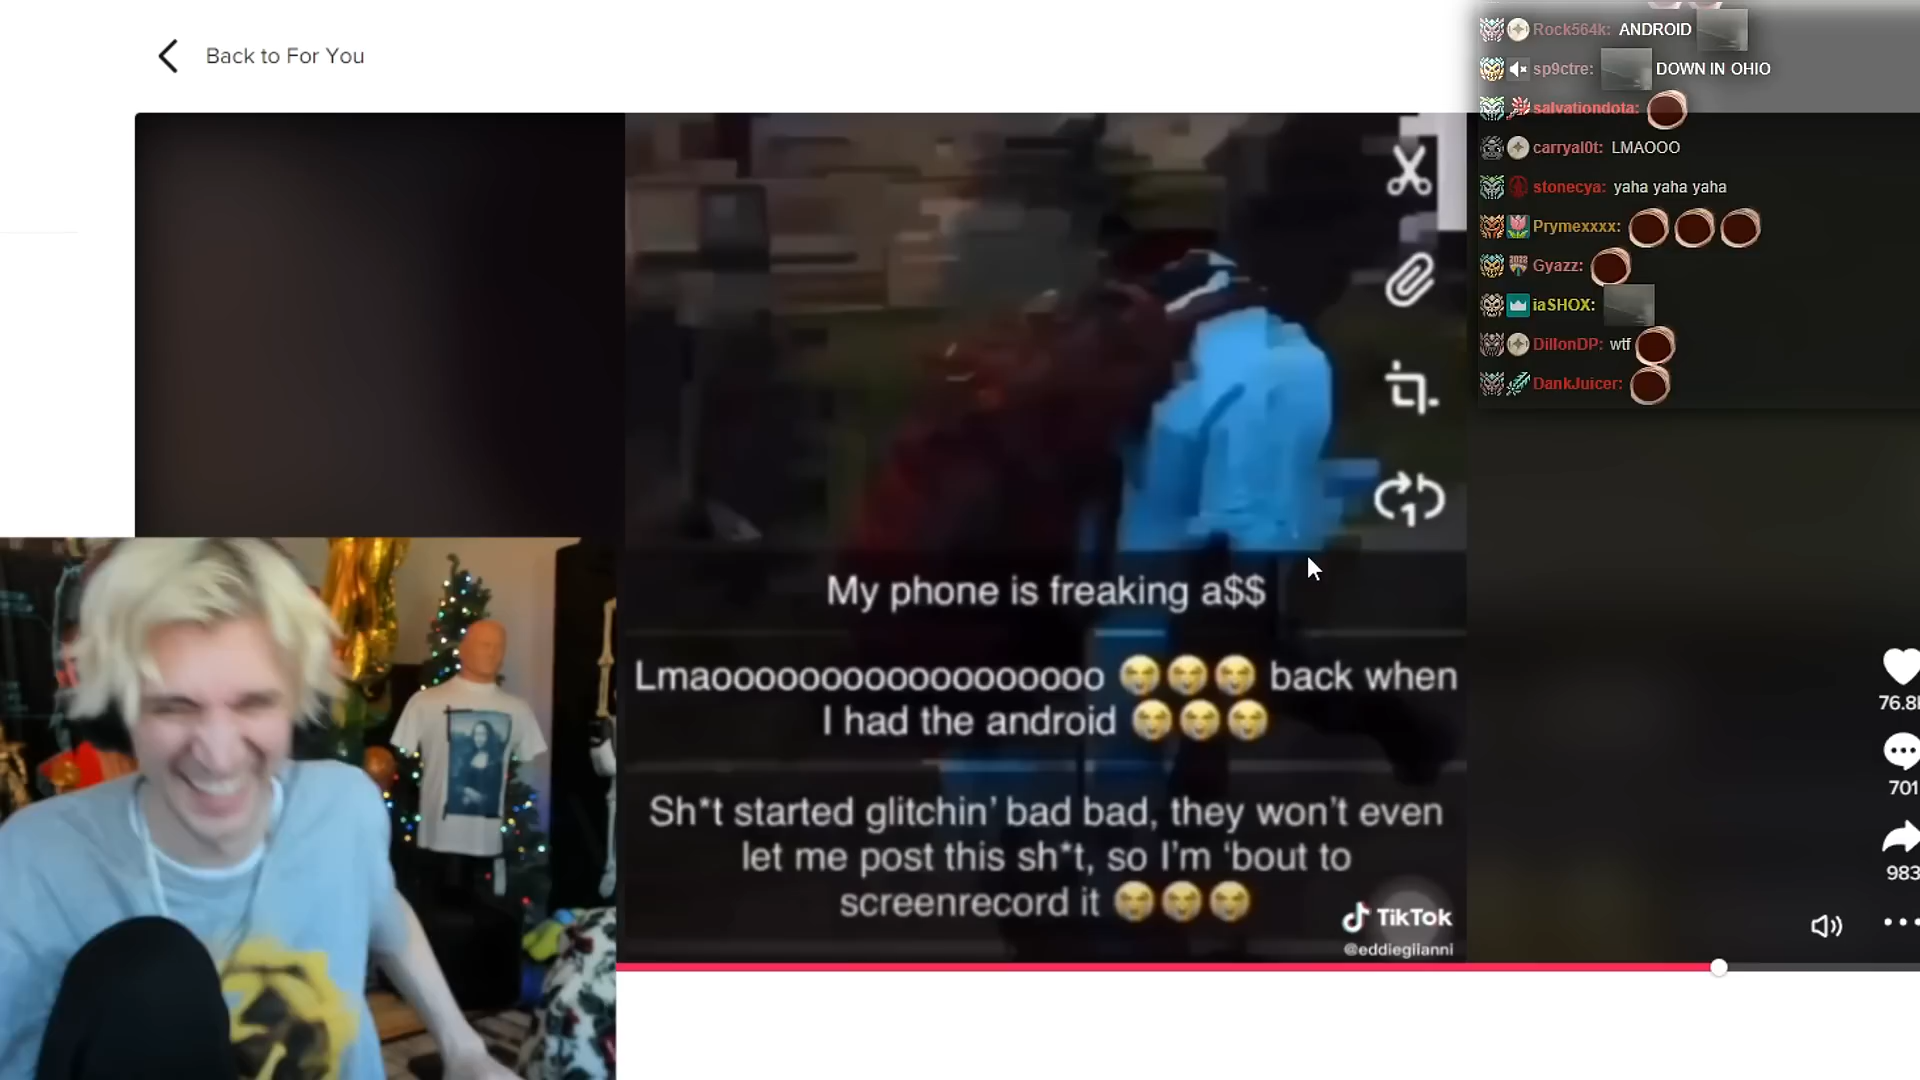 Back to For You
Rock564k: ANDROID
sp9ctre: DOWN IN OHIO
salvationdota:
carryal0t: LMAOOO
stonecya: yaha yaha yaha
Prymexxxx:
Gyazz:
iaSHOX:
DillonDP: wtf
DankJuicer:
My phone is freaking a$$
Lmaoooooooooooooooooo 😭😭😭 back when
I had the android 😭😭😭
Sh*t started glitchin’ bad bad, they won’t even
let me post this sh*t, so I’m ‘bout to
screenrecord it 😭😭😭
TikTok
@eddiegiianni
76.8
701
983